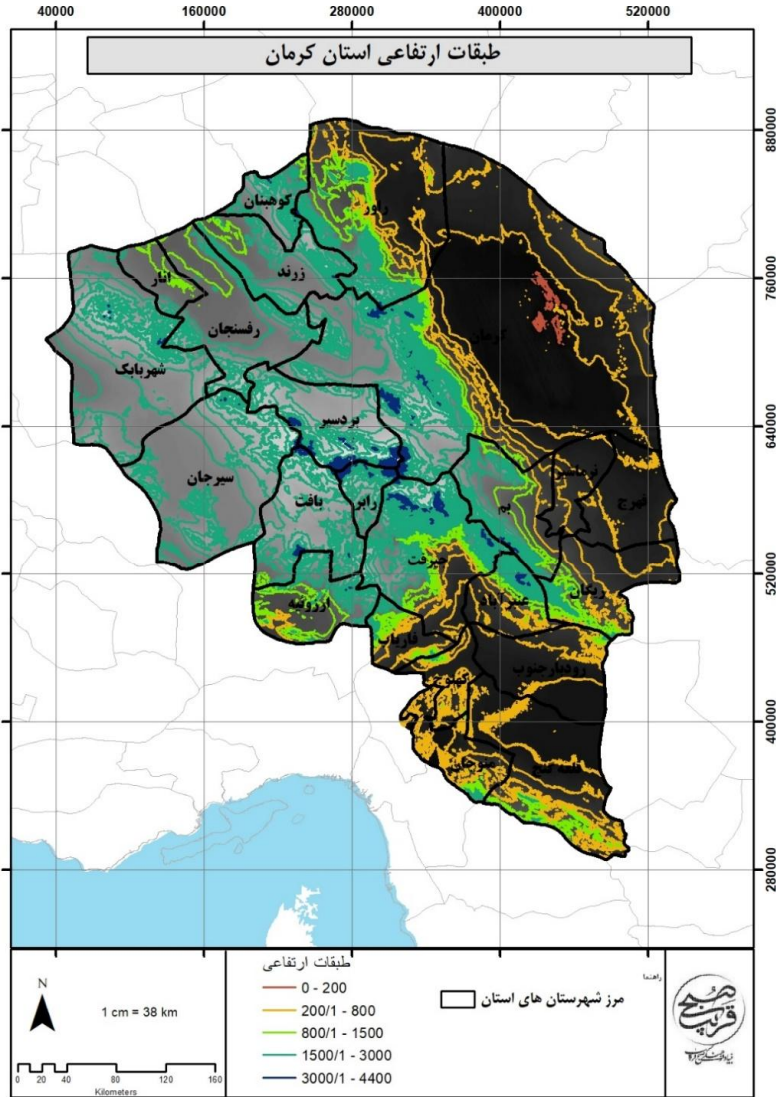 40000 160000 280000 400000 520000
طبقات ارتفاعی استان کرمان
880000
کوهبنان
راور
زرند
انار
760000
کرمان
رفسنجان
شهربابک
بردسیر
640000
سیرجان
بافت
رابر
بم
فهرج
520000
جیرفت
ریگان
عنبرآباد
ارزوئیه
فاریاب
رودبارجنوب
400000
منوجان
280000
طبقات ارتفاعی
0 - 200
200/1 - 800
800/1 - 1500
1500/1 - 3000
3000/1 - 4400
راهنما
مرز شهرستان های استان
N
1 cm = 38 km
0 20 40 80 120 160
Kilometers